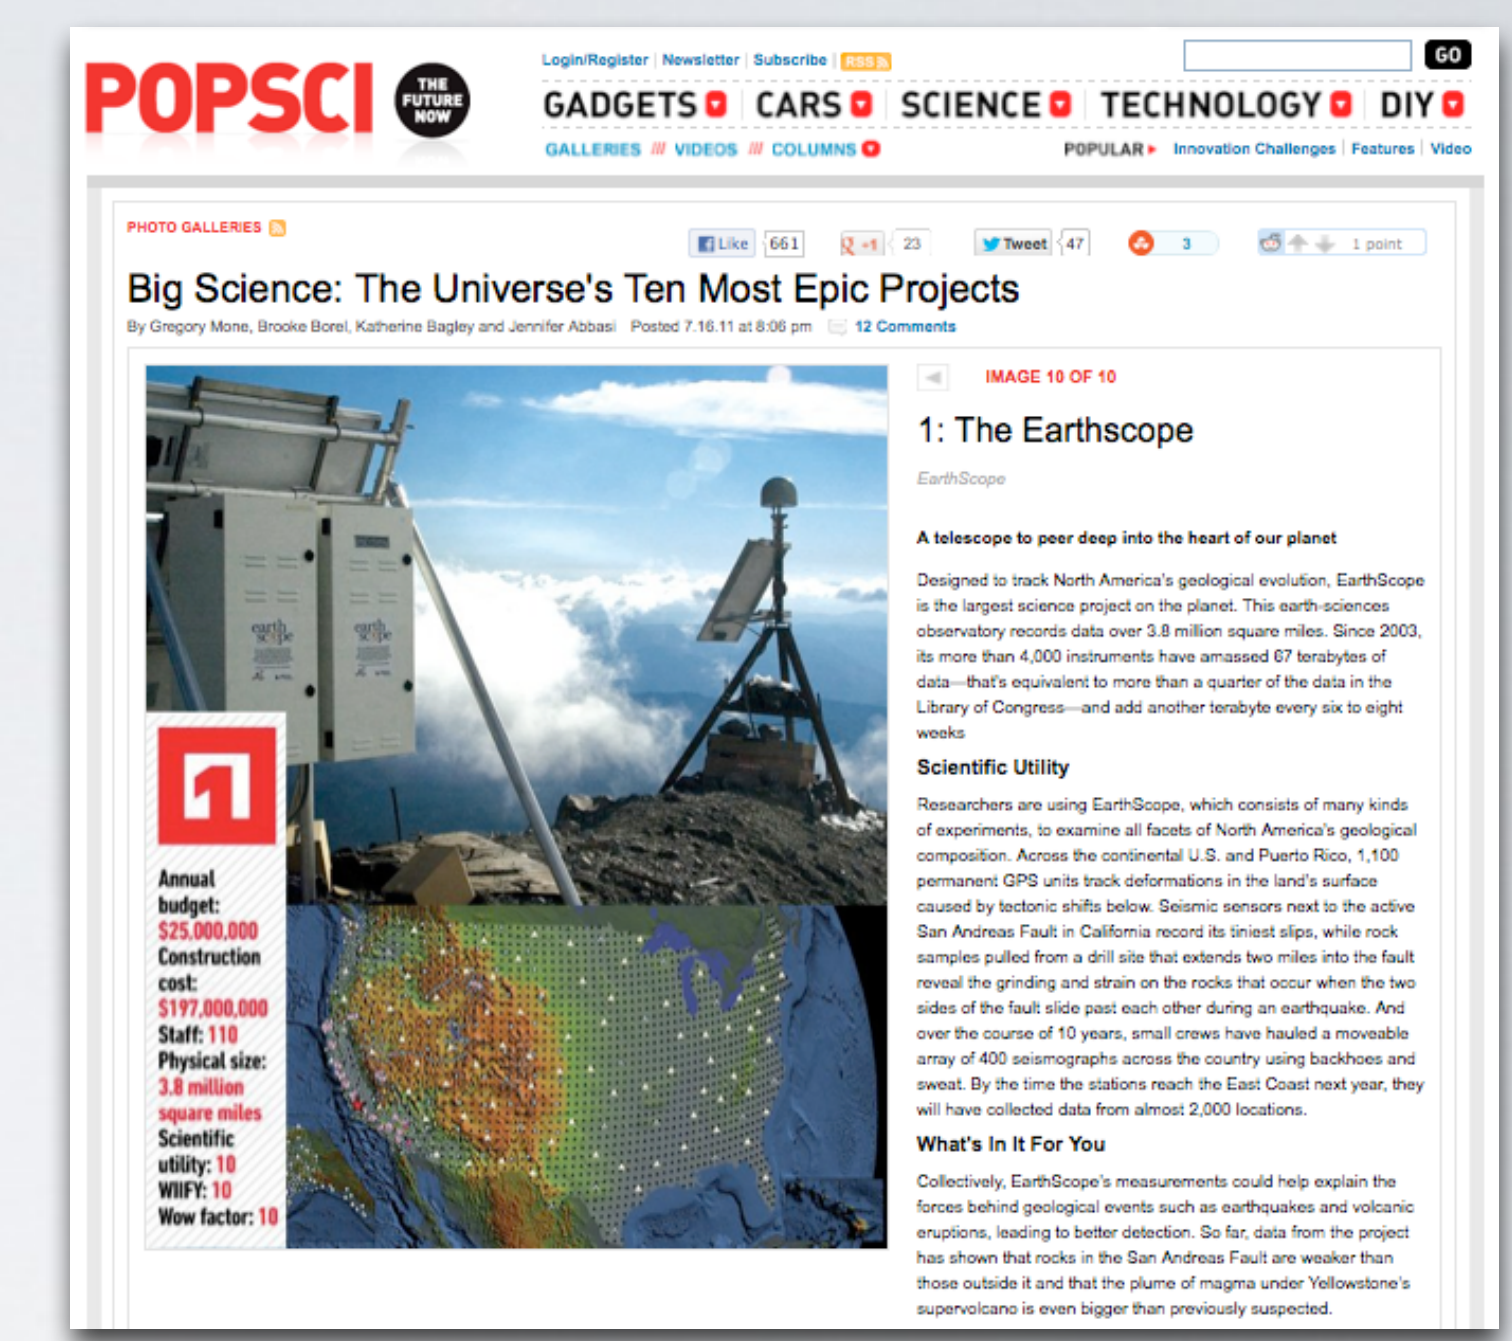 POPSCI
THE
FUTURE
NOW
Login/Register | Newsletter | Subscribe | RSS
GO
GADGETS CARS SCIENCE TECHNOLOGY DIY
GALLERIES /// VIDEOS /// COLUMNS
POPULAR Innovation Challenges | Features | Video
PHOTO GALLERIES
Like 661 +1 23 Tweet 47 3 1 point
Big Science: The Universe's Ten Most Epic Projects
By Gregory Mone, Brooke Borel, Katherine Bagley and Jennifer Abbasi Posted 7.16.11 at 8:06 pm 12 Comments
earth
scope
earth
scope
1
Annual
budget:
$25,000,000
Construction
cost:
$197,000,000
Staff: 110
Physical size:
3.8 million
square miles
Scientific
utility: 10
WIIFY: 10
Wow factor: 10
IMAGE 10 OF 10
1: The Earthscope
EarthScope
A telescope to peer deep into the heart of our planet
Designed to track North America's geological evolution, EarthScope
is the largest science project on the planet. This earth-sciences
observatory records data over 3.8 million square miles. Since 2003,
its more than 4,000 instruments have amassed 67 terabytes of
data—that's equivalent to more than a quarter of the data in the
Library of Congress—and add another terabyte every six to eight
weeks
Scientific Utility
Researchers are using EarthScope, which consists of many kinds
of experiments, to examine all facets of North America's geological
composition. Across the continental U.S. and Puerto Rico, 1,100
permanent GPS units track deformations in the land's surface
caused by tectonic shifts below. Seismic sensors next to the active
San Andreas Fault in California record its tiniest slips, while rock
samples pulled from a drill site that extends two miles into the fault
reveal the grinding and strain on the rocks that occur when the two
sides of the fault slide past each other during an earthquake. And
over the course of 10 years, small crews have hauled a moveable
array of 400 seismographs across the country using backhoes and
sweat. By the time the stations reach the East Coast next year, they
will have collected data from almost 2,000 locations.
What's In It For You
Collectively, EarthScope's measurements could help explain the
forces behind geological events such as earthquakes and volcanic
eruptions, leading to better detection. So far, data from the project
has shown that rocks in the San Andreas Fault are weaker than
those outside it and that the plume of magma under Yellowstone's
supervolcano is even bigger than previously suspected.